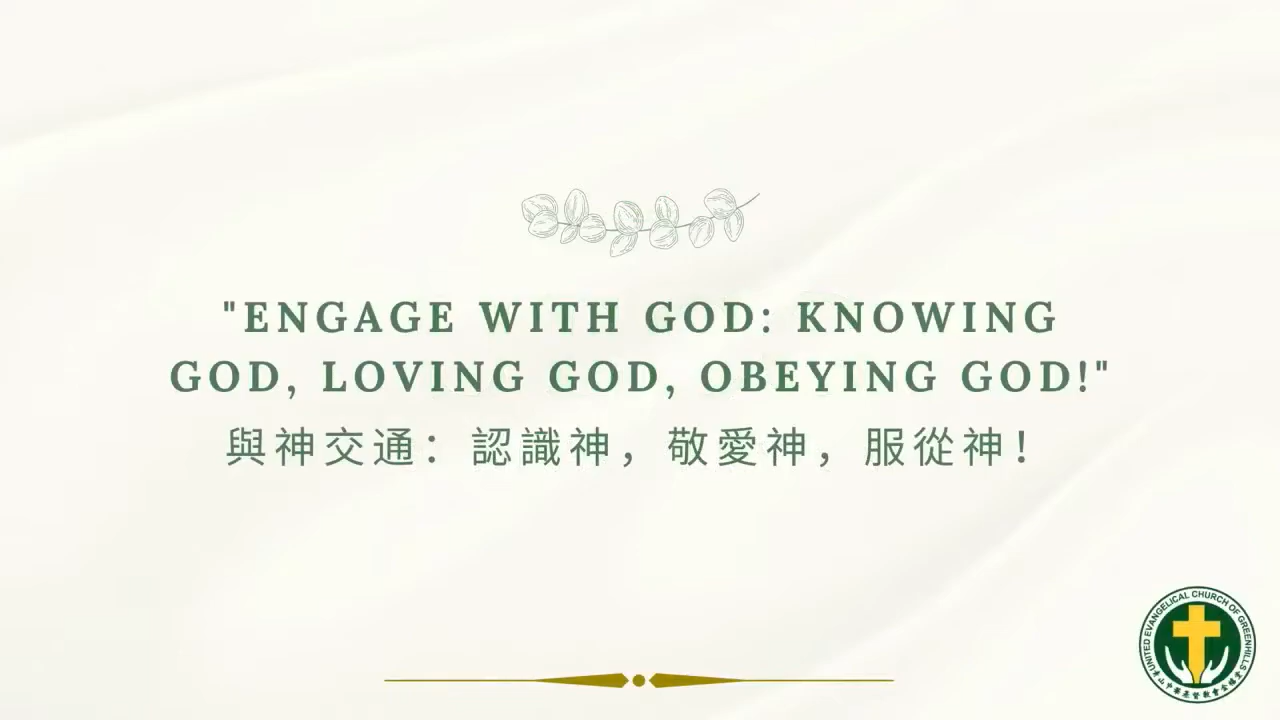 "ENGAGE WITH GOD: KNOWING
GOD, LOVING GOD, OBEYING GOD!"
與神交通：認識神，敬愛神，服從神！
UNITED EVANGELICAL CHURCH OF GREENHILLS